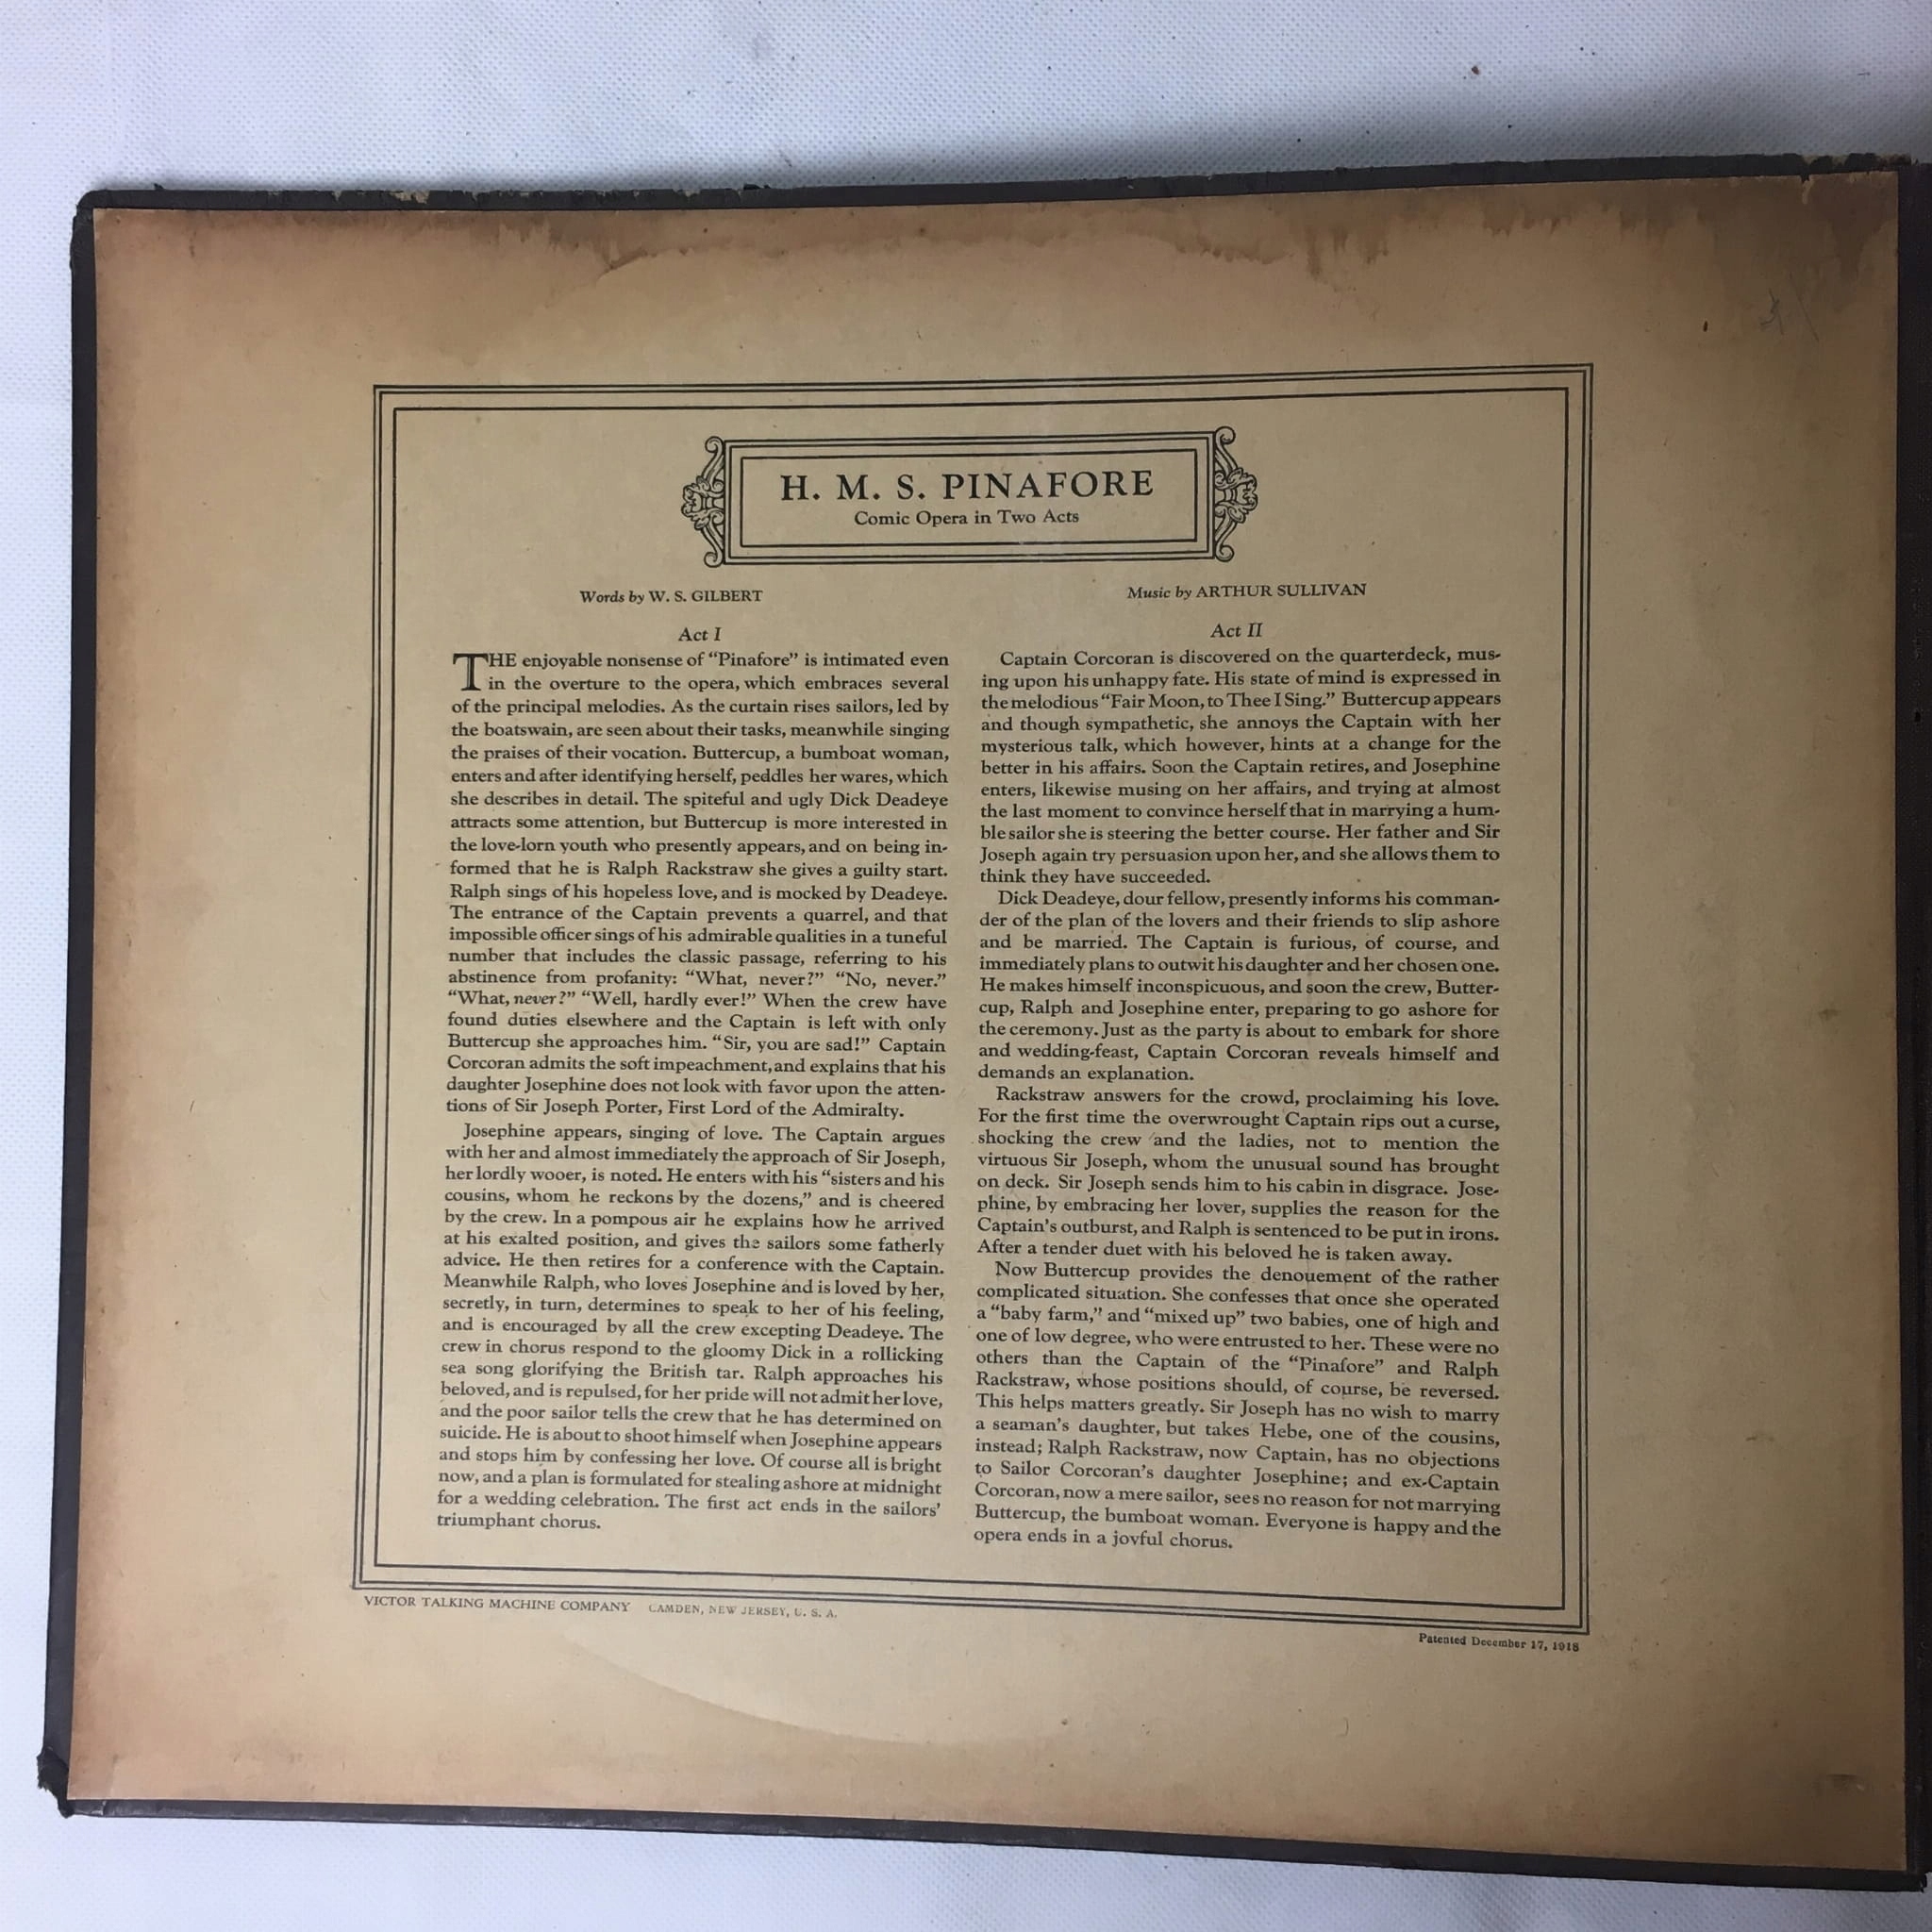 H. M. S. PINAFORE
Comic Opera in Two Acts
Words by W. S. GILBERT
Music by ARTHUR SULLIVAN
Act I
THE enjoyable nonsense of “Pinafore” is intimated even
in the overture to the opera, which embraces several
of the principal melodies. As the curtain rises sailors, led by
the boatswain, are seen about their tasks, meanwhile singing
the praises of their vocation. Buttercup, a bumboat woman,
enters and after identifying herself, peddles her wares, which
she describes in detail. The spiteful and ugly Dick Deadeye
attracts some attention, but Buttercup is more interested in
the love-lorn youth who presently appears, and on being in-
formed that he is Ralph Rackstraw she gives a guilty start.
Ralph sings of his hopeless love, and is mocked by Deadeye.
The entrance of the Captain prevents a quarrel, and that
impossible officer sings of his admirable qualities in a tuneful
number that includes the classic passage, referring to his
abstinence from profanity: “What, never?” “No, never.”
“What, never?” “Well, hardly ever!” When the crew have
found duties elsewhere and the Captain is left with only
Buttercup she approaches him. “Sir, you are sad!” Captain
Corcoran admits the soft impeachment, and explains that his
daughter Josephine does not look with favor upon the atten-
tions of Sir Joseph Porter, First Lord of the Admiralty.
Josephine appears, singing of love. The Captain argues
with her and almost immediately the approach of Sir Joseph,
her lordly wooer, is noted. He enters with his “sisters and his
cousins, whom he reckons by the dozens,” and is cheered
by the crew. In a pompous air he explains how he arrived
at his exalted position, and gives the sailors some fatherly
advice. He then retires for a conference with the Captain.
Meanwhile Ralph, who loves Josephine and is loved by her,
secretly, in turn, determines to speak to her of his feeling,
and is encouraged by all the crew excepting Deadeye. The
crew in chorus respond to the gloomy Dick in a rollicking
sea song glorifying the British tar. Ralph approaches his
beloved, and is repulsed, for her pride will not admit her love,
and the poor sailor tells the crew that he has determined on
suicide. He is about to shoot himself when Josephine appears
and stops him by confessing her love. Of course all is bright
now, and a plan is formulated for stealing ashore at midnight
for a wedding celebration. The first act ends in the sailors’
triumphant chorus.
Act II
Captain Corcoran is discovered on the quarterdeck, mus-
ing upon his unhappy fate. His state of mind is expressed in
the melodious “Fair Moon, to Thee I Sing.” Buttercup appears
and though sympathetic, she annoys the Captain with her
mysterious talk, which however, hints at a change for the
better in his affairs. Soon the Captain retires, and Josephine
enters, likewise musing on her affairs, and trying at almost
the last moment to convince herself that in marrying a hum-
ble sailor she is steering the better course. Her father and Sir
Joseph again try persuasion upon her, and she allows them to
think they have succeeded.
Dick Deadeye, dour fellow, presently informs his comman-
der of the plan of the lovers and their friends to slip ashore
and be married. The Captain is furious, of course, and
immediately plans to outwit his daughter and her chosen one.
He makes himself inconspicuous, and soon the crew, Butter-
cup, Ralph and Josephine enter, preparing to go ashore for
the ceremony. Just as the party is about to embark for shore
and wedding-feast, Captain Corcoran reveals himself and
demands an explanation.
Rackstraw answers for the crowd, proclaiming his love.
For the first time the overwrought Captain rips out a curse,
shocking the crew and the ladies, not to mention the
virtuous Sir Joseph, whom the unusual sound has brought
on deck. Sir Joseph sends him to his cabin in disgrace. Jose-
phine, by embracing her lover, supplies the reason for the
Captain’s outburst, and Ralph is sentenced to be put in irons.
After a tender duet with his beloved he is taken away.
Now Buttercup provides the denouement of the rather
complicated situation. She confesses that once she operated
a “baby farm,” and “mixed up” two babies, one of high and
one of low degree, who were entrusted to her. These were no
others than the Captain of the “Pinafore” and Ralph
Rackstraw, whose positions should, of course, be reversed.
This helps matters greatly. Sir Joseph has no wish to marry
a seaman’s daughter, but takes Hebe, one of the cousins,
instead; Ralph Rackstraw, now Captain, has no objections
to Sailor Corcoran’s daughter Josephine; and ex-Captain
Corcoran, now a mere sailor, sees no reason for not marrying
Buttercup, the bumboat woman. Everyone is happy and the
opera ends in a joyful chorus.
VICTOR TALKING MACHINE COMPANY CAMDEN, NEW JERSEY, U. S. A.
Patented December 17, 1918